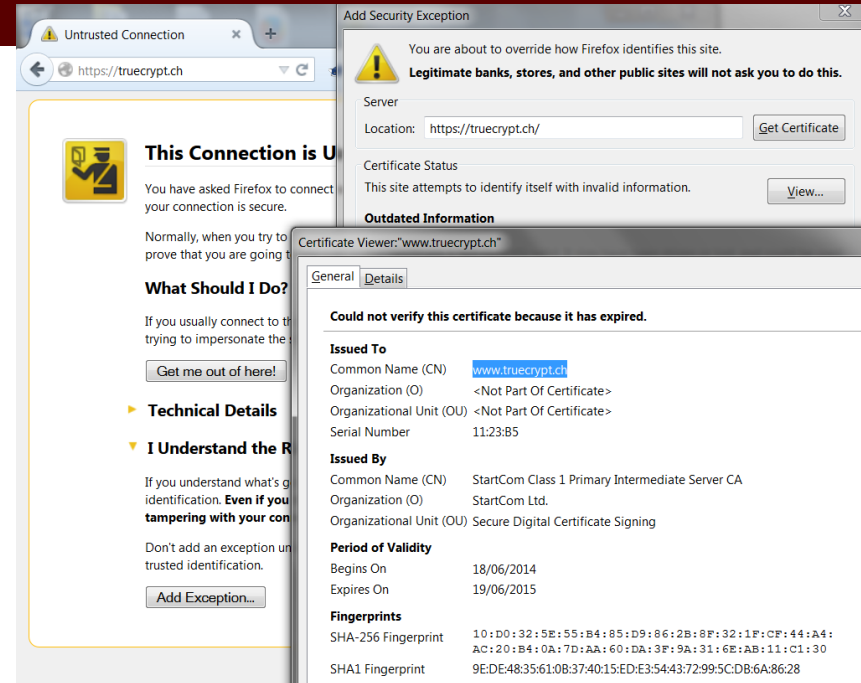 Untrusted Connection
https://truecrypt.ch
This Connection is U
You have asked Firefox to connect
your connection is secure.
Normally, when you try to
prove that you are going t
What Should I Do?
If you usually connect to th
trying to impersonate the s
Get me out of here!
Technical Details
I Understand the R
If you understand what's g
identification. Even if you
tampering with your con
Don't add an exception un
trusted identification.
Add Exception...
Add Security Exception
You are about to override how Firefox identifies this site.
Legitimate banks, stores, and other public sites will not ask you to do this.
Server
Location: https://truecrypt.ch/ Get Certificate
Certificate Status
This site attempts to identify itself with invalid information.
View...
Outdated Information
Certificate Viewer:"www.truecrypt.ch"
General Details
Could not verify this certificate because it has expired.
Issued To
Common Name (CN) www.truecrypt.ch
Organization (O) <Not Part Of Certificate>
Organizational Unit (OU) <Not Part Of Certificate>
Serial Number 11:23:B5
Issued By
Common Name (CN) StartCom Class 1 Primary Intermediate Server CA
Organization (O) StartCom Ltd.
Organizational Unit (OU) Secure Digital Certificate Signing
Period of Validity
Begins On 18/06/2014
Expires On 19/06/2015
Fingerprints
SHA-256 Fingerprint 10:D0:32:5E:55:B4:85:D9:86:2B:8F:32:1F:CF:44:A4:
AC:20:B4:0A:7D:AA:60:DA:3F:9A:31:6E:AB:11:C1:30
SHA1 Fingerprint 9E:DE:48:35:61:0B:37:40:15:ED:E3:54:43:72:99:5C:DB:6A:86:28